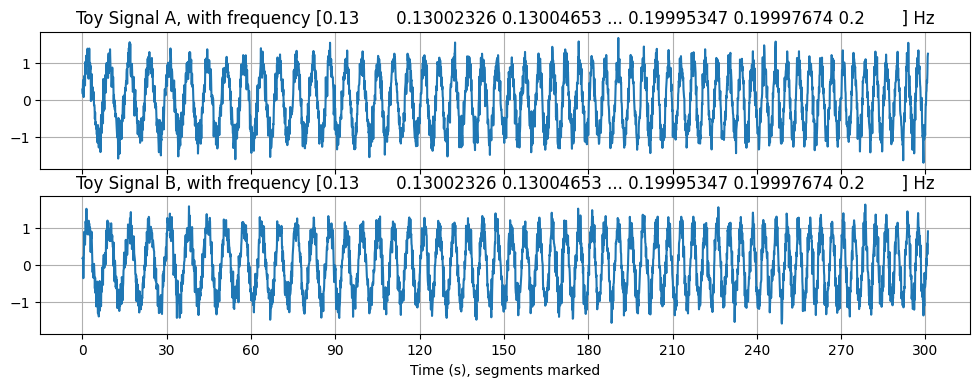 Toy Signal A, with frequency [0.13       0.13002326 0.13004653 ... 0.19995347 0.19997674 0.2       ] Hz
1
0
−1
Toy Signal B, with frequency [0.13       0.13002326 0.13004653 ... 0.19995347 0.19997674 0.2       ] Hz
1
0
−1
0 30 60 90 120 150 180 210 240 270 300
Time (s), segments marked